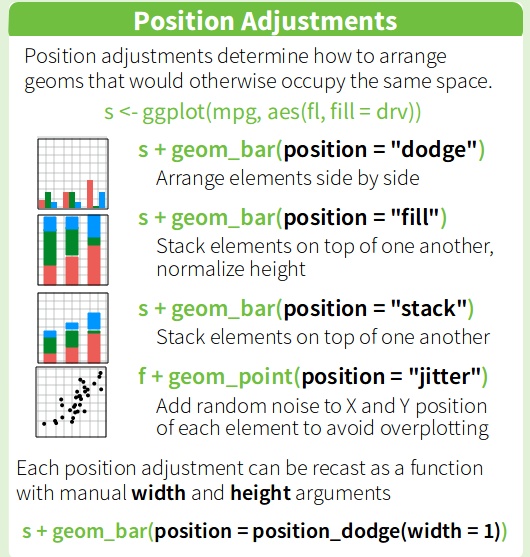 Position Adjustments
Position adjustments determine how to arrange
geoms that would otherwise occupy the same space.
s <- ggplot(mpg, aes(fl, fill = drv))
s + geom_bar(position = "dodge")
Arrange elements side by side
s + geom_bar(position = "fill")
Stack elements on top of one another,
normalize height
s + geom_bar(position = "stack")
Stack elements on top of one another
f + geom_point(position = "jitter")
Add random noise to X and Y position
of each element to avoid overplotting
Each position adjustment can be recast as a function
with manual width and height arguments
s + geom_bar(position = position_dodge(width = 1))